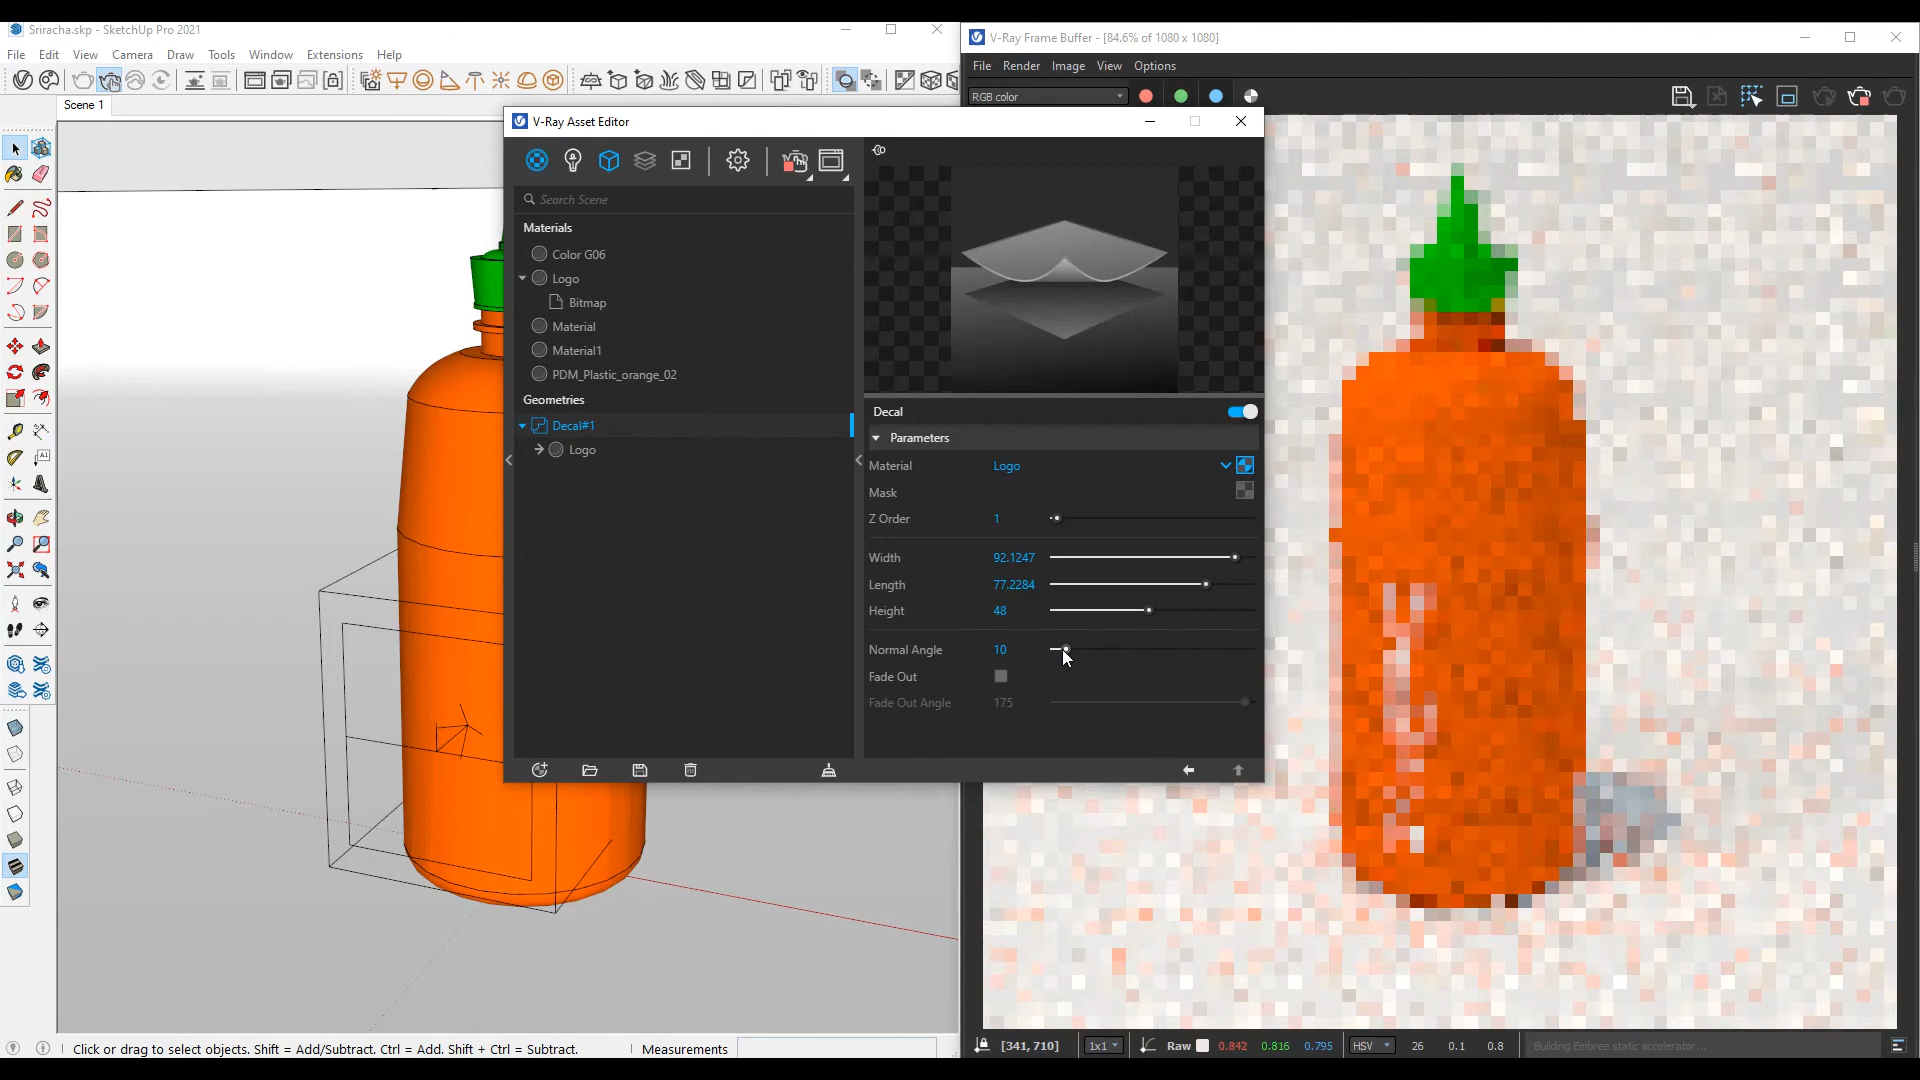 Sriracha.skp - SketchUp Pro 2021
File Edit View Camera Draw Tools Window Extensions Help
Scene 1
V-Ray Frame Buffer - [84.6% of 1080 x 1080]
File Render Image View Options
RGB color
V-Ray Asset Editor
Search Scene
Materials
Color G06
Logo
Bitmap
Material
Material1
PDM_Plastic_orange_02
Geometries
Decal#1
Logo
Decal
Parameters
Material Logo
Mask
Z Order 1
Width 92.1247
Length 77.2284
Height 48
Normal Angle 10
Fade Out
Fade Out Angle 175
Click or drag to select objects. Shift = Add/Subtract. Ctrl = Add. Shift + Ctrl = Subtract.
Measurements
[341, 710] 1x1 Raw 0.842 0.816 0.795 HSV 26 0.1 0.8 Building Embree static accelerator...